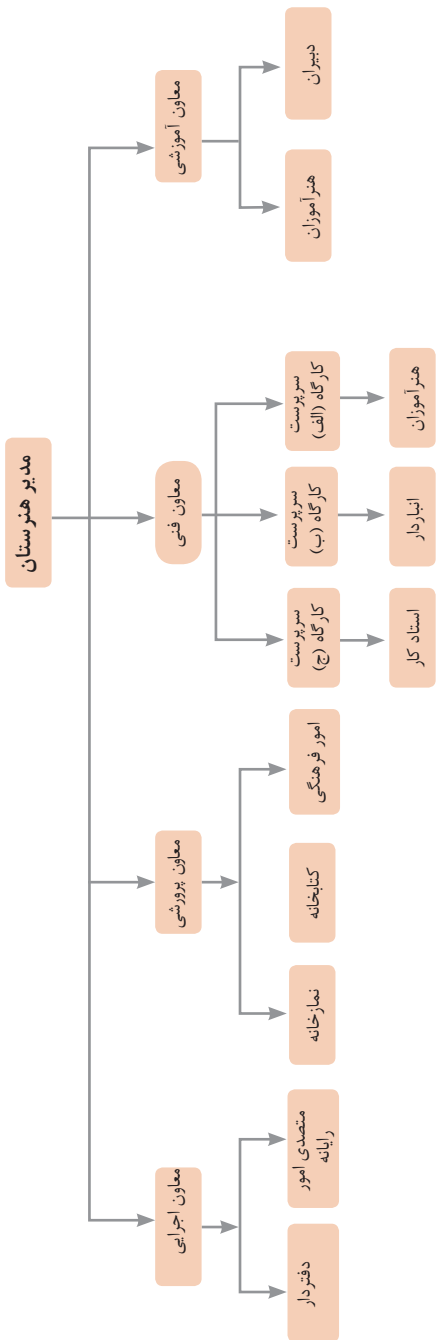 مدیر هنرستان
معاون آموزشی
معاون فنی
معاون پرورشی
معاون اجرایی
دبیران
هنرآموزان
سرپرست
کارگاه (الف)
سرپرست
کارگاه (ب)
سرپرست
کارگاه (ج)
امور فرهنگی
کتابخانه
نمازخانه
متصدی امور
رایانه
دفتردار
هنرآموزان
انباردار
استاد کار